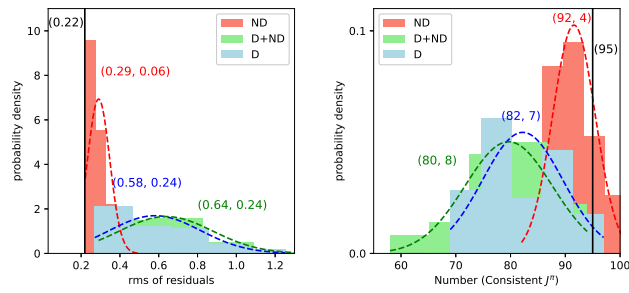 (0.22)
ND
D+ND
D
(0.29, 0.06)
(0.58, 0.24)
(0.64, 0.24)
probability density
10
8
6
4
2
0
0.2 0.4 0.6 0.8 1.0 1.2
rms of residuals
ND
D+ND
D
(92, 4)
(95)
(82, 7)
(80, 8)
probability density
0.1
0.0
60 70 80 90 100
Number (Consistent J^π)